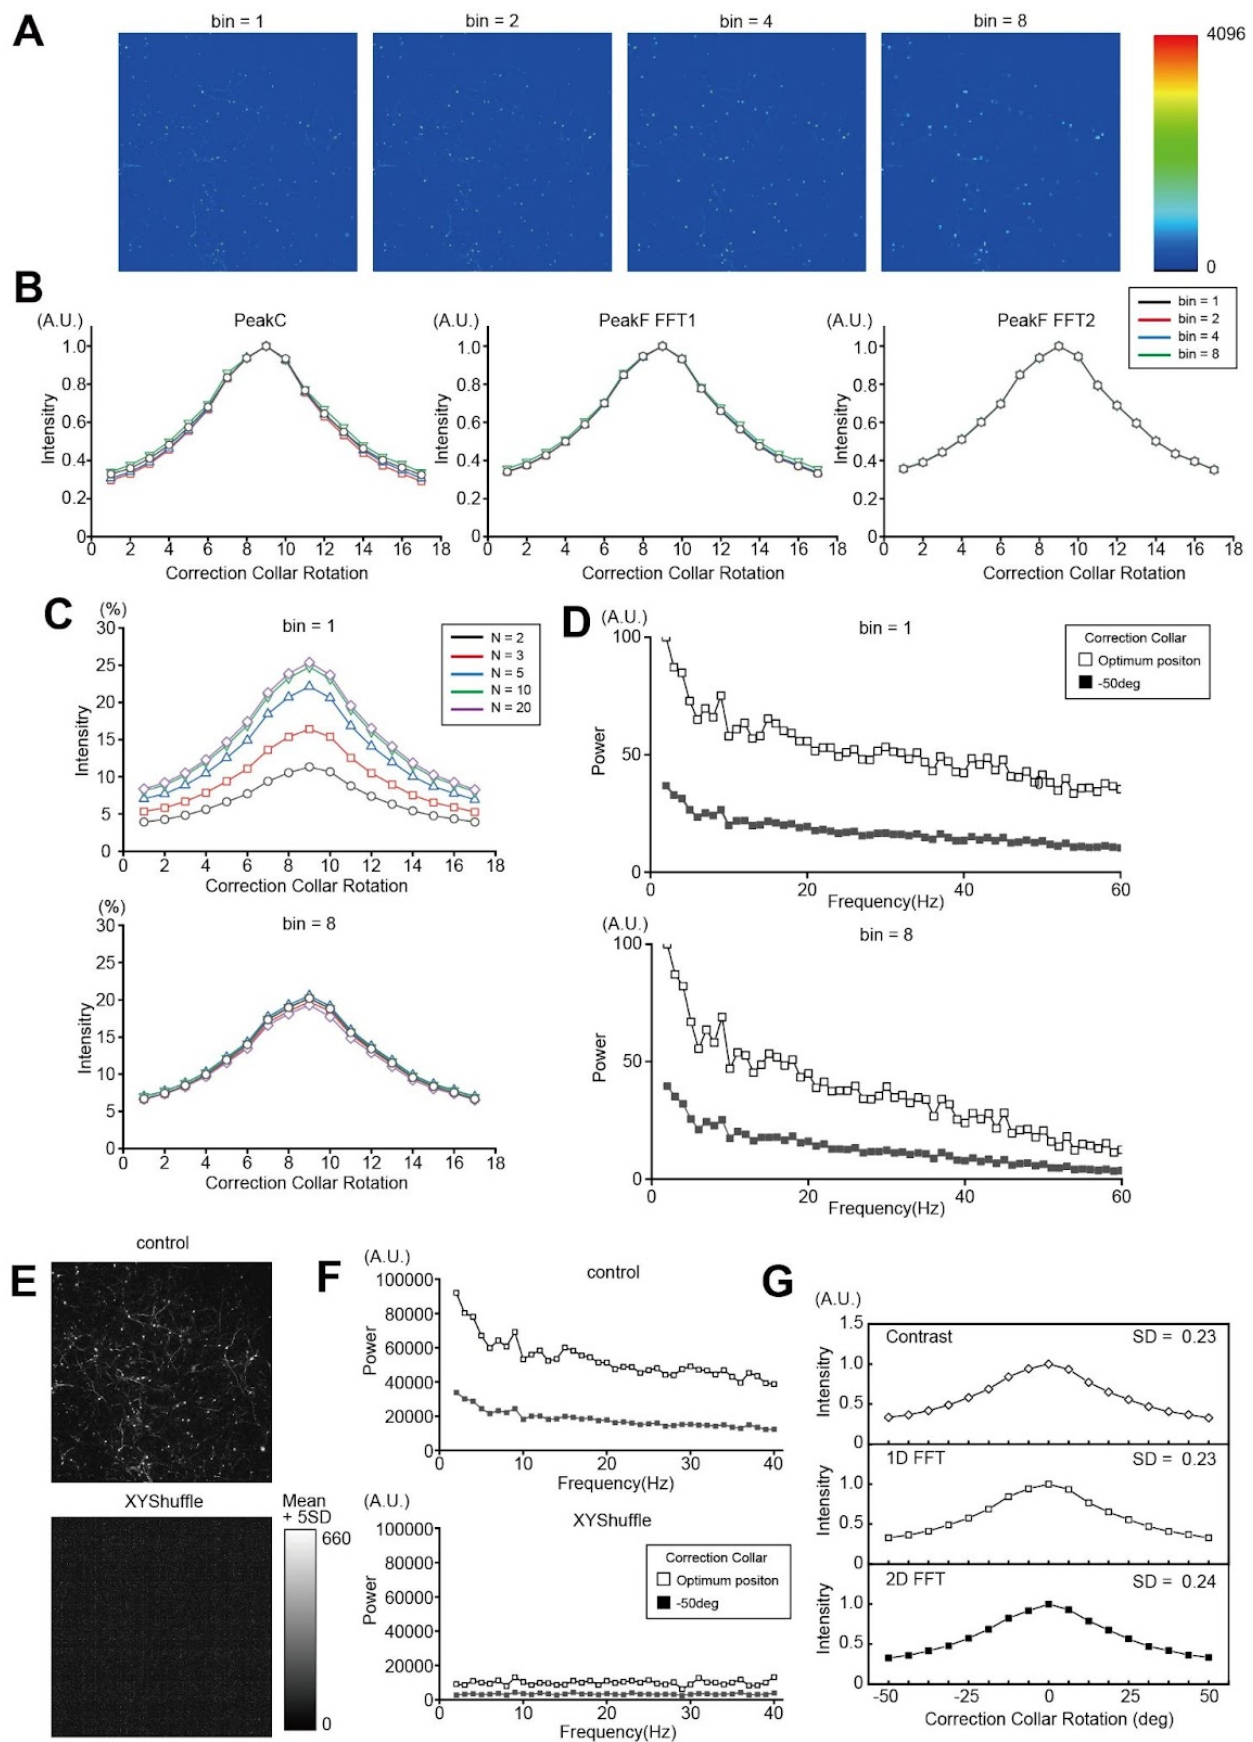 A
bin = 1
bin = 2
bin = 4
bin = 8
4096
0
B
(A.U.)
PeakC
Intensitry
1.0
0.8
0.6
0.4
0.2
0
0 2 4 6 8 10 12 14 16 18
Correction Collar Rotation
(A.U.)
PeakF FFT1
Intensitry
1.0
0.8
0.6
0.4
0.2
0
0 2 4 6 8 10 12 14 16 18
Correction Collar Rotation
(A.U.)
PeakF FFT2
Intensitry
1.0
0.8
0.6
0.4
0.2
0
0 2 4 6 8 10 12 14 16 18
Correction Collar Rotation
bin = 1
bin = 2
bin = 4
bin = 8
C
(%)
bin = 1
Intensitry
30
25
20
15
10
5
0
0 2 4 6 8 10 12 14 16 18
Correction Collar Rotation
N = 2
N = 3
N = 5
N = 10
N = 20
(%)
bin = 8
Intensitry
30
25
20
15
10
5
0
0 2 4 6 8 10 12 14 16 18
Correction Collar Rotation
D
(A.U.)
bin = 1
Power
100
50
0
0 20 40 60
Frequency(Hz)
Correction Collar
Optimum positon
-50deg
(A.U.)
bin = 8
Power
100
50
0
0 20 40 60
Frequency(Hz)
E
control
XYShuffle
Mean
+ 5SD
660
0
F
(A.U.)
control
Power
100000
80000
60000
40000
20000
0
0 10 20 30 40
Frequency(Hz)
(A.U.)
XYShuffle
Power
100000
80000
60000
40000
20000
0
0 10 20 30 40
Frequency(Hz)
Correction Collar
Optimum positon
-50deg
G
(A.U.)
Contrast
SD = 0.23
Intensitry
1.5
1.0
0.5
0
1D FFT
SD = 0.23
Intensitry
1.0
0.5
0
2D FFT
SD = 0.24
Intensitry
1.0
0.5
0
-50 -25 0 25 50
Correction Collar Rotation (deg)